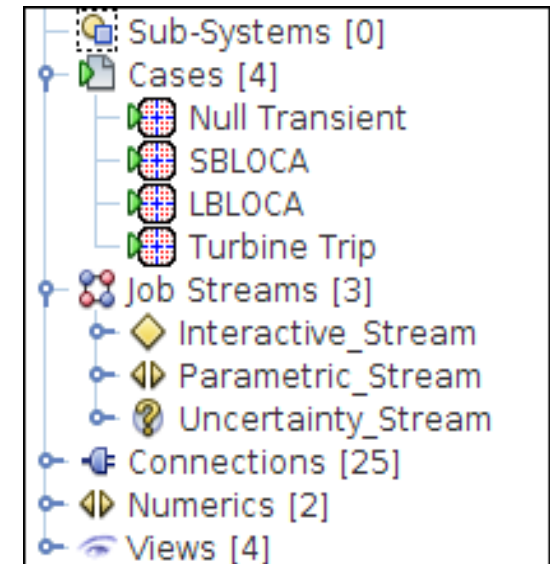 Sub-Systems [0]
Cases [4]
Null Transient
SBLOCA
LBLOCA
Turbine Trip
Job Streams [3]
Interactive_Stream
Parametric_Stream
Uncertainty_Stream
Connections [25]
Numerics [2]
Views [4]